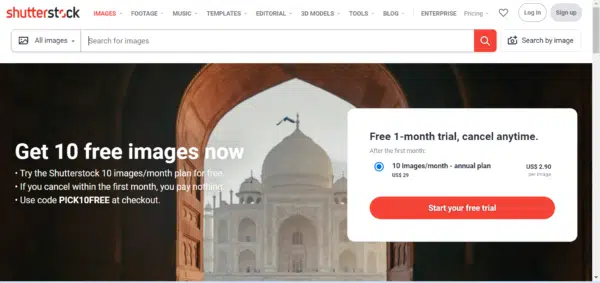 shutterstock
IMAGES
FOOTAGE
MUSIC
TEMPLATES
EDITORIAL
3D MODELS
TOOLS
BLOG
ENTERPRISE
Pricing
Log in
Sign up
All images
Search for images
Search by image
Get 10 free images now
• Try the Shutterstock 10 images/month plan for free.
• If you cancel within the first month, you pay nothing.
• Use code PICK10FREE at checkout.
Free 1-month trial, cancel anytime.
After the first month:
10 Images/month - annual plan
US$ 2.90
US$ 29
per image
Start your free trial